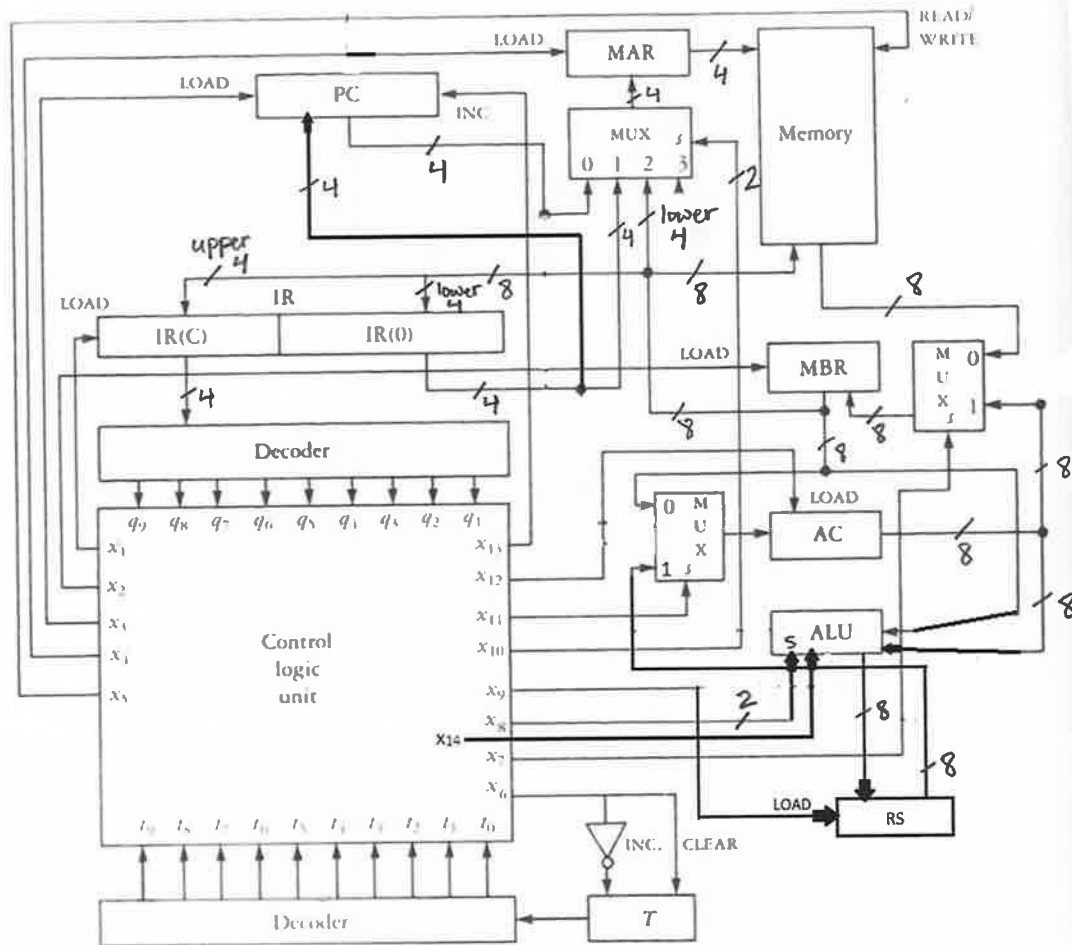 READ/
WRITE
LOAD
MAR
4
LOAD
PC
INC
4
Memory
MUX s
0 1 2 3
2
4
4
4
lower
4
upper
4
8
lower
4
8
8
IR
LOAD
IR(C)
IR(0)
4
4
LOAD
MBR
M
U
X
s
0
1
8
8
8
8
Decoder
q9 q8 q7 q6 q5 q4 q3 q2 q1
x1
x2
x3
x4
x5
Control
logic
unit
x13
x12
x11
x10
x9
x8
x14
x7
x6
0
1
M
U
X
s
LOAD
AC
8
8
ALU
s
2
8
8
LOAD
RS
t9 t8 t7 t6 t5 t4 t3 t2 t1 t0
INC.
CLEAR
Decoder
T